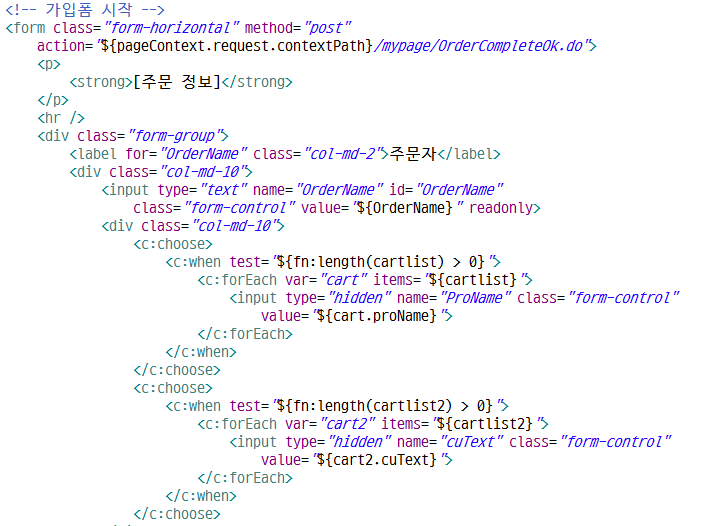 <!-- 가입폼 시작 -->
<form class="form-horizontal" method="post"
action="${pageContext.request.contextPath}/mypage/OrderCompleteOk.do">
<p>
<strong>[주문 정보]</strong>
</p>
<hr />
<div class="form-group">
<label for="OrderName" class="col-md-2">주문자</label>
<div class="col-md-10">
<input type="text" name="OrderName" id="OrderName"
class="form-control" value="${OrderName}" readonly>
<div class="col-md-10">
<c:choose>
<c:when test="${fn:length(cartlist) > 0}">
<c:forEach var="cart" items="${cartlist}">
<input type="hidden" name="ProName" class="form-control"
value="${cart.proName}">
</c:forEach>
</c:when>
</c:choose>
<c:choose>
<c:when test="${fn:length(cartlist2) > 0}">
<c:forEach var="cart2" items="${cartlist2}">
<input type="hidden" name="cuText" class="form-control"
value="${cart2.cuText}">
</c:forEach>
</c:when>
</c:choose>